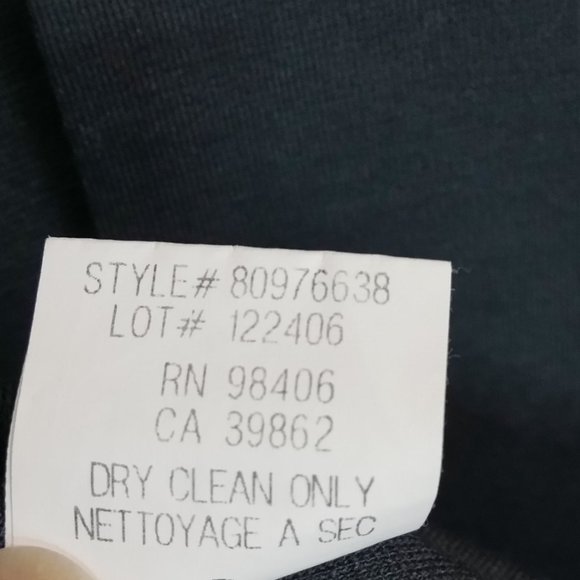 STYLE# 80976638
LOT# 122406
RN 98406
CA 39862
DRY CLEAN ONLY
NETTOYAGE A SEC